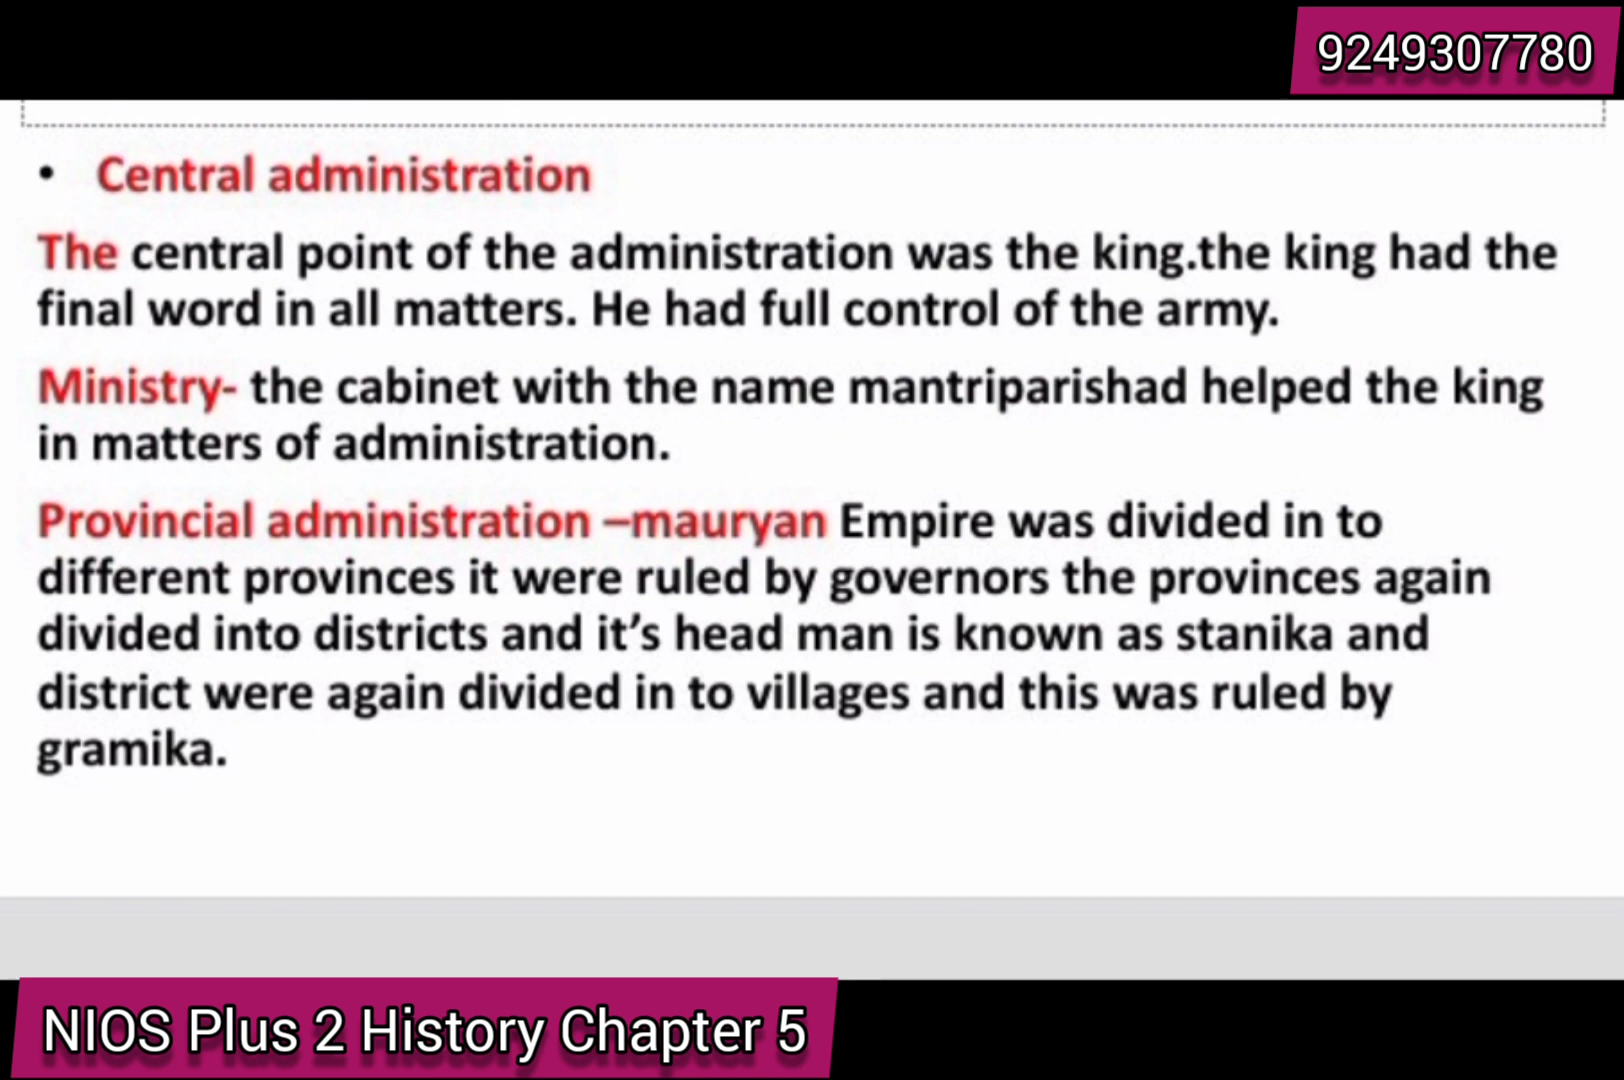 9249307780
• Central administration
The central point of the administration was the king.the king had the
final word in all matters. He had full control of the army.
Ministry- the cabinet with the name mantriparishad helped the king
in matters of administration.
Provincial administration –mauryan Empire was divided in to
different provinces it were ruled by governors the provinces again
divided into districts and it’s head man is known as stanika and
district were again divided in to villages and this was ruled by
gramika.
NIOS Plus 2 History Chapter 5